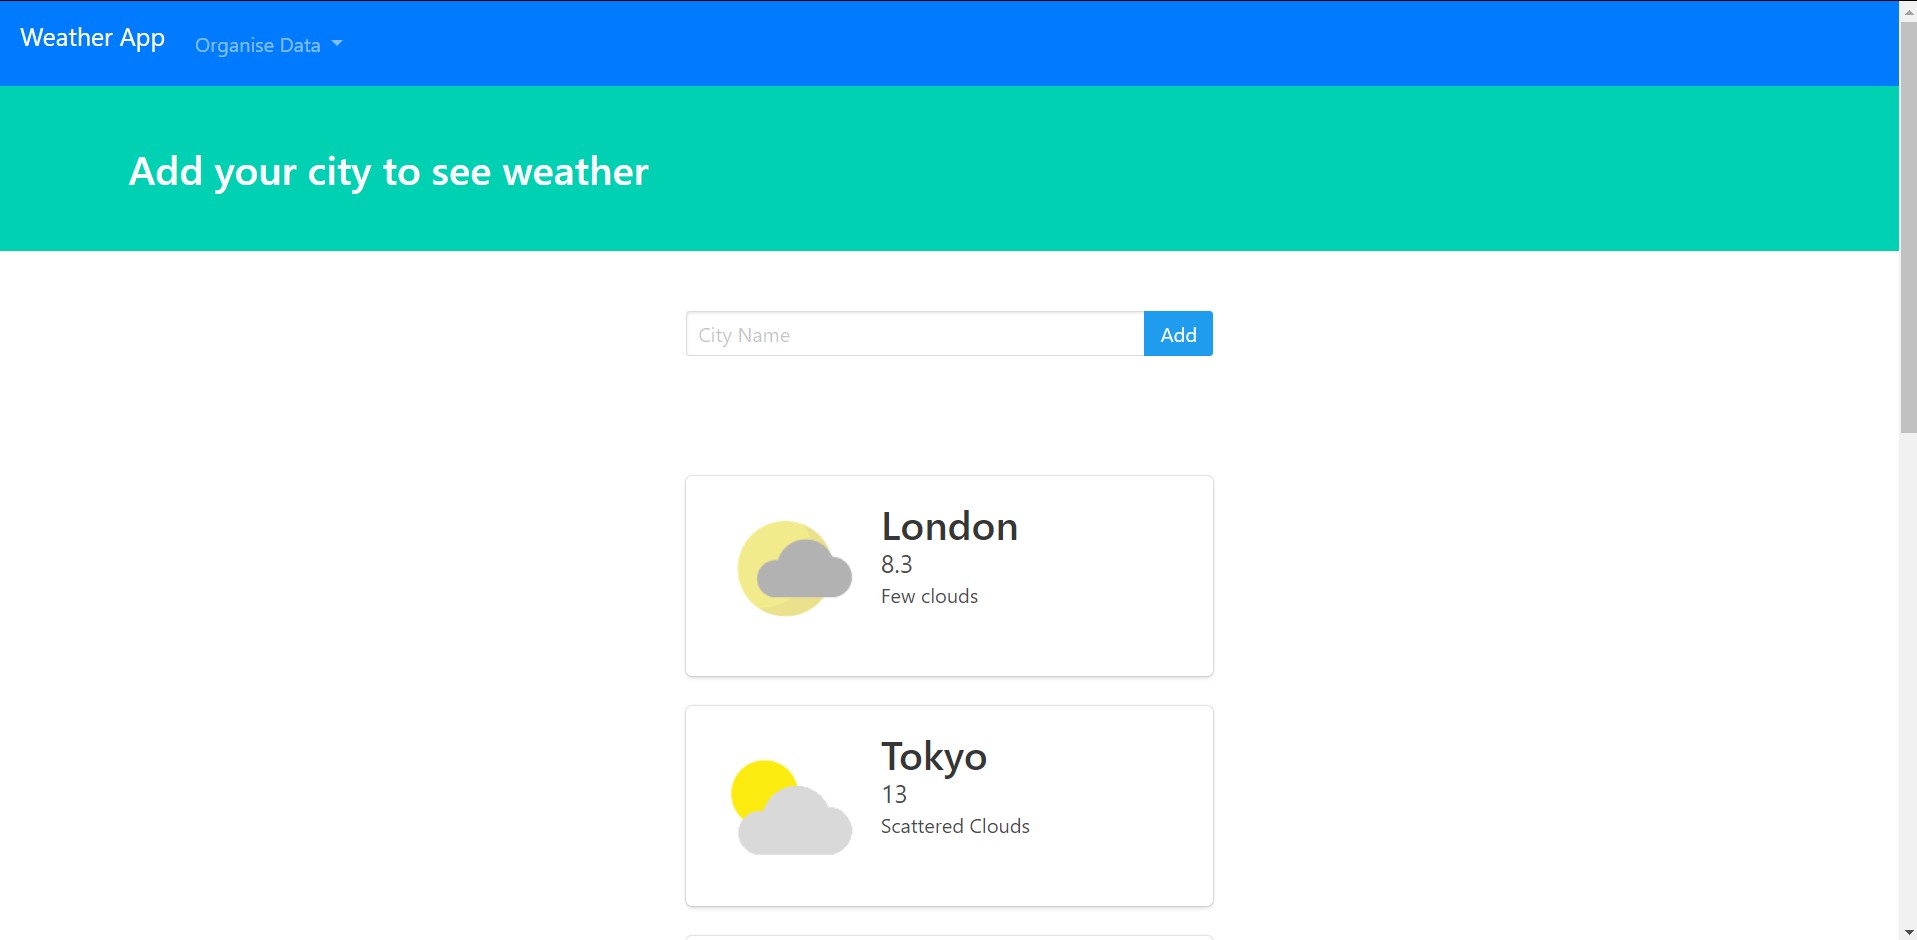 Weather App
Organise Data
Add your city to see weather
City Name
Add
London
8.3
Few clouds
Tokyo
13
Scattered Clouds